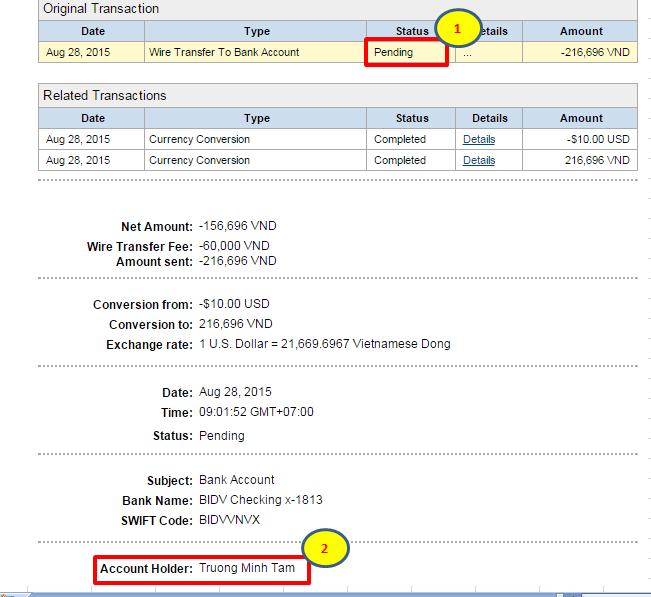 Original Transaction
Date Type Status Details Amount
1
Aug 28, 2015 Wire Transfer To Bank Account Pending ... -216,696 VND
Related Transactions
Date Type Status Details Amount
Aug 28, 2015 Currency Conversion Completed Details -$10.00 USD
Aug 28, 2015 Currency Conversion Completed Details 216,696 VND
Net Amount: -156,696 VND
Wire Transfer Fee: -60,000 VND
Amount sent: -216,696 VND
Conversion from: -$10.00 USD
Conversion to: 216,696 VND
Exchange rate: 1 U.S. Dollar = 21,669.6967 Vietnamese Dong
Date: Aug 28, 2015
Time: 09:01:52 GMT+07:00
Status: Pending
Subject: Bank Account
Bank Name: BIDV Checking x-1813
SWIFT Code: BIDVVNVX
2
Account Holder: Truong Minh Tam